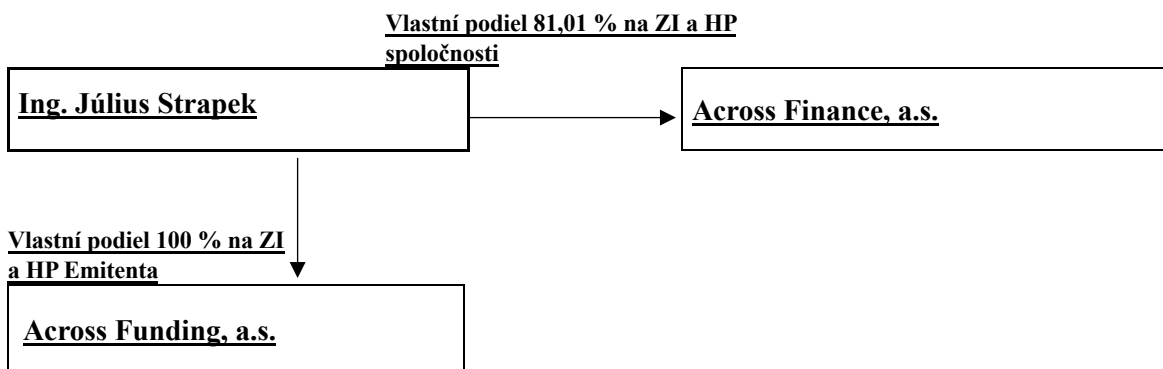 Vlastní podiel 81,01 % na ZI a HP
spoločnosti
Ing. Július Strapek
Across Finance, a.s.
Vlastní podiel 100 % na ZI
a HP Emitenta
Across Funding, a.s.